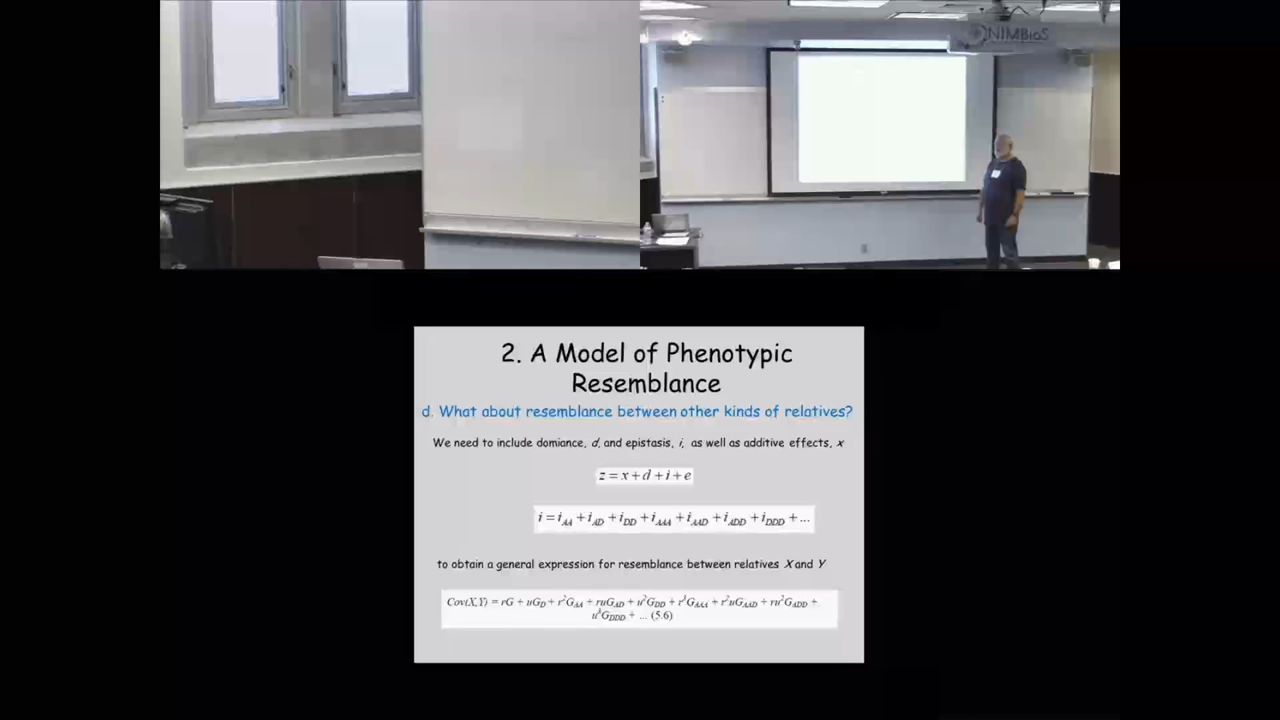 NIMBioS
2. A Model of Phenotypic
Resemblance
d. What about resemblance between other kinds of relatives?
We need to include domiance, d, and epistasis, i, as well as additive effects, x
z = x + d + i + e
i = i_AA + i_AD + i_DD + i_AAA + i_AAD + i_ADD + i_DDD + ...
to obtain a general expression for resemblance between relatives X and Y
Cov(X,Y) = rG + uG_D + r²G_AA + ruG_AD + u²G_DD + r³G_AAA + r²uG_AAD + ru²G_ADD +
u³G_DDD + ... (5.6)